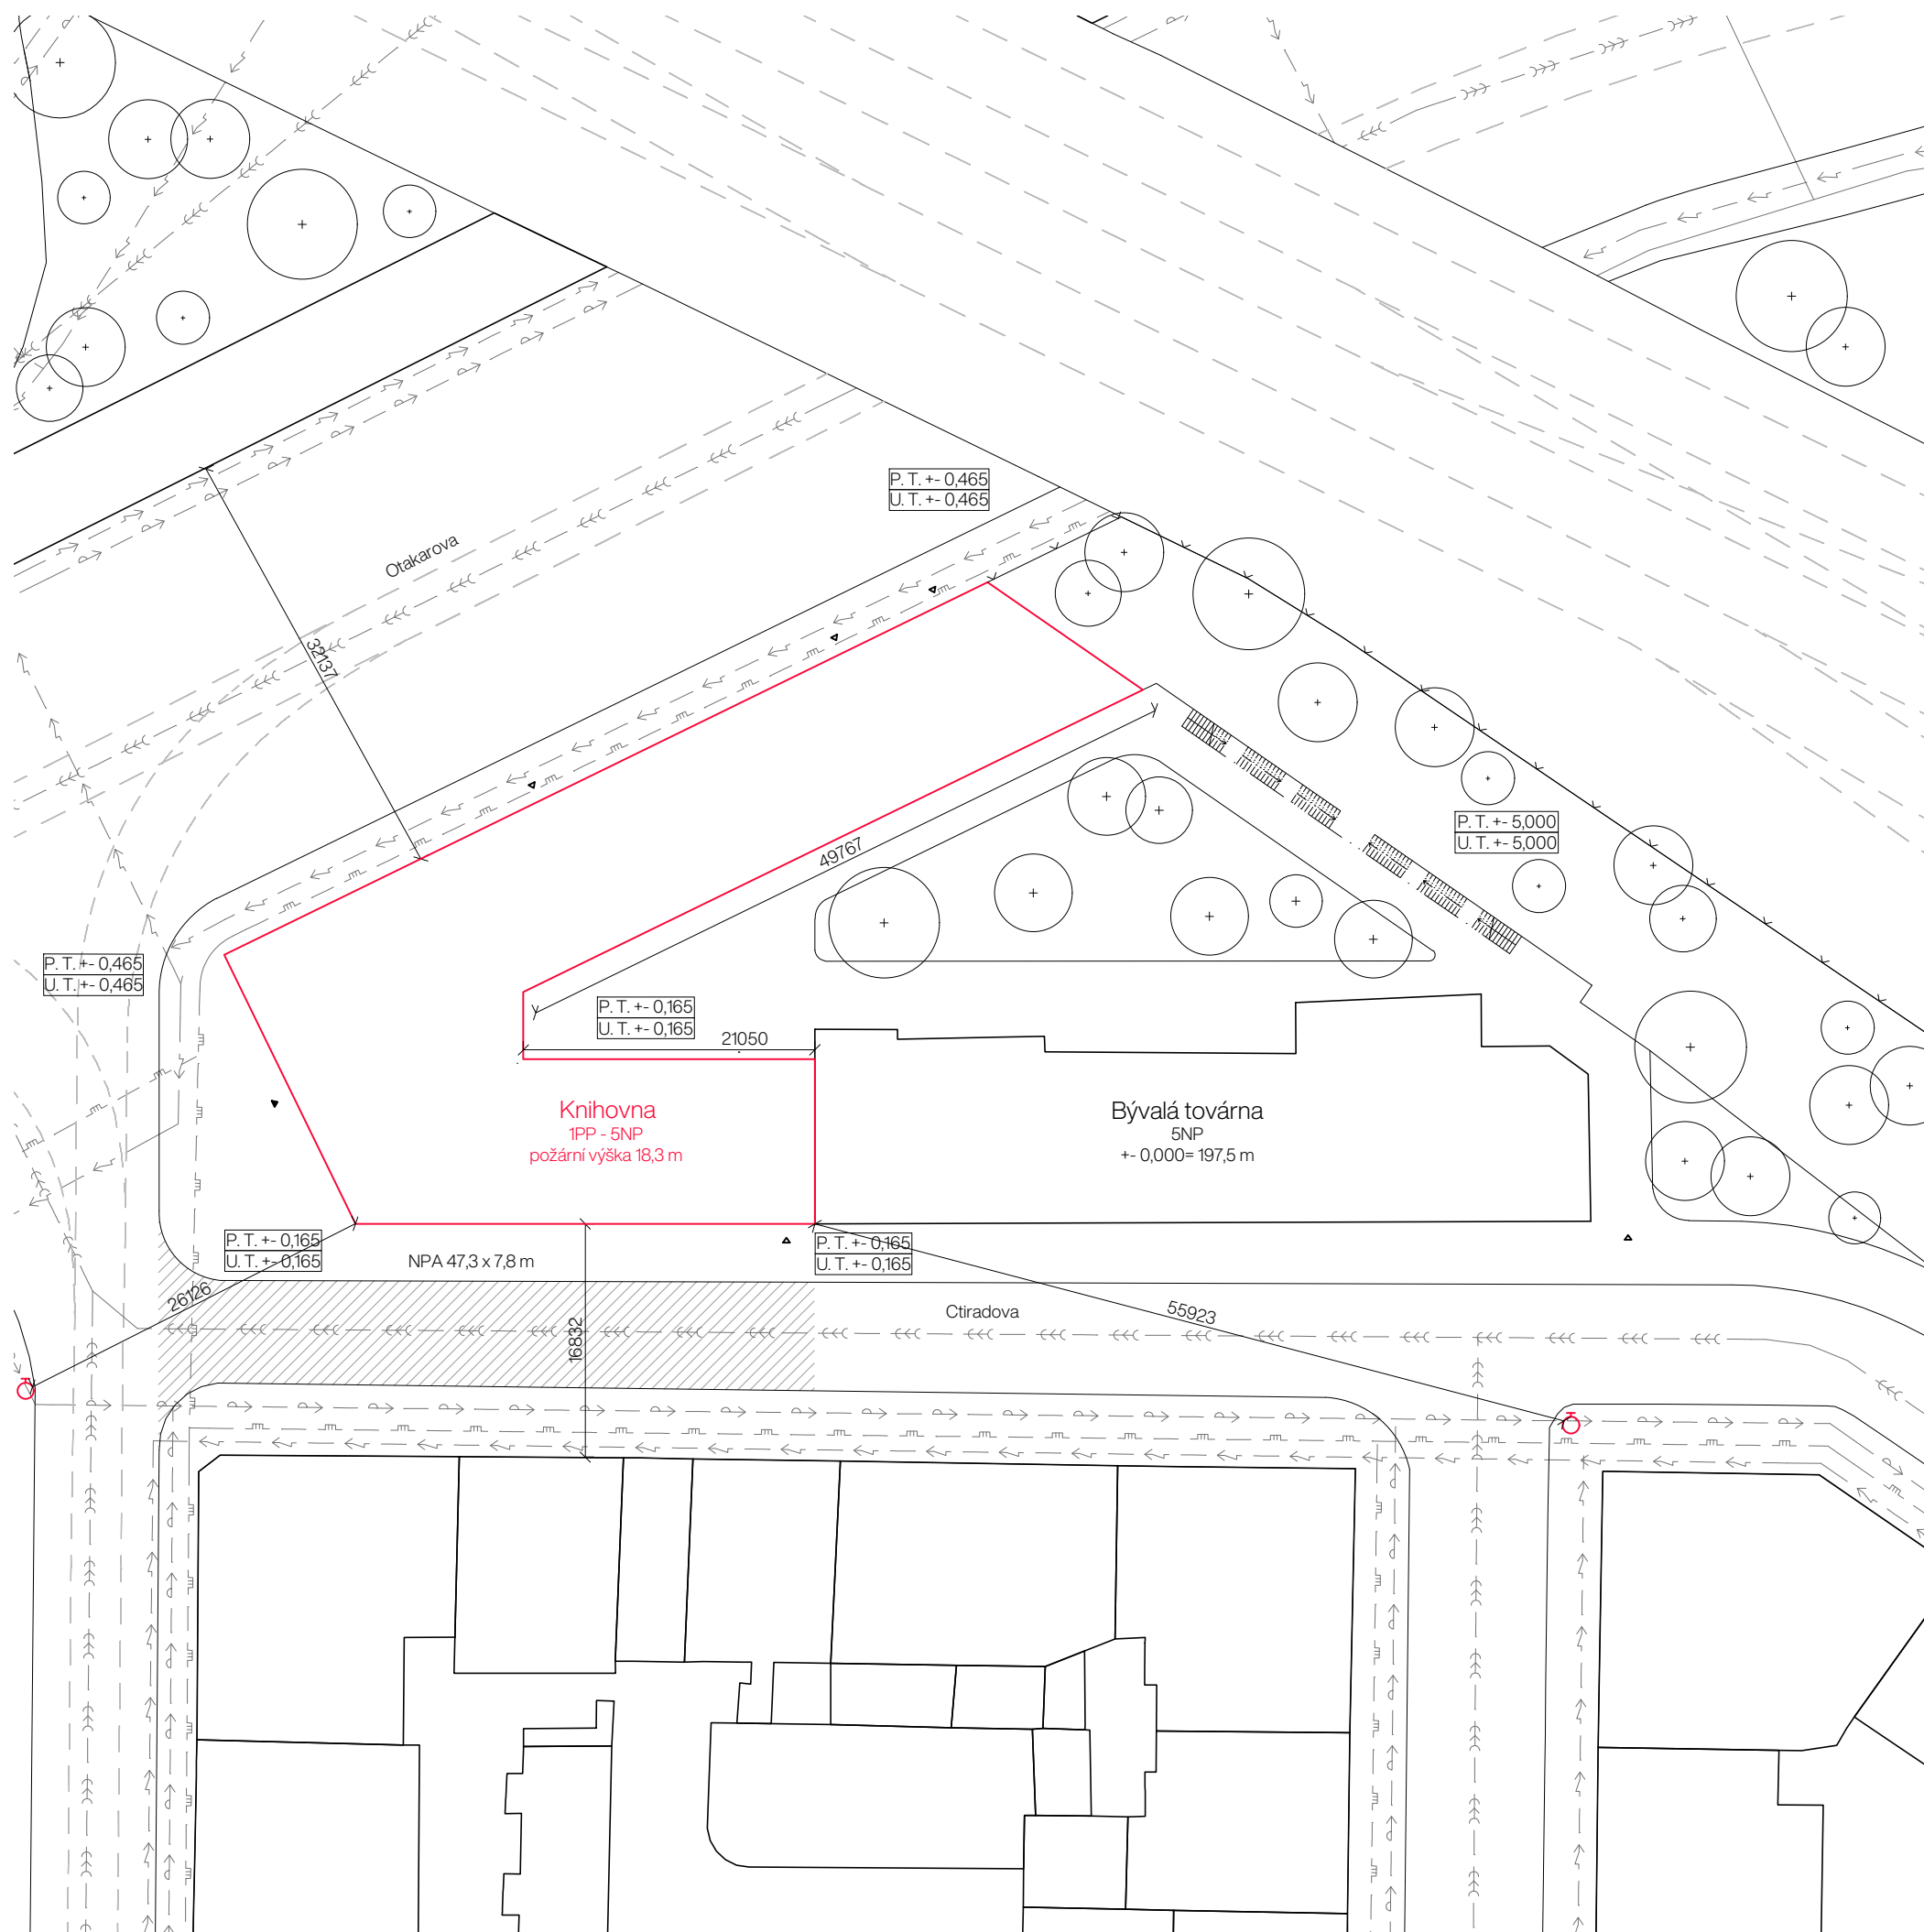 P. T. +- 0,465
U. T. +- 0,465
Otakarova
32137
P. T. +- 5,000
U. T. +- 5,000
49767
P. T. +- 0,465
U. T. +- 0,465
P. T. +- 0,165
U. T. +- 0,165
21050
Knihovna
1PP - 5NP
požární výška 18,3 m
Bývalá továrna
5NP
+- 0,000= 197,5 m
P. T. +- 0,165
U. T. +- 0,165
NPA 47,3 x 7,8 m
P. T. +- 0,165
U. T. +- 0,165
26126
16832
Ctiradova
55923